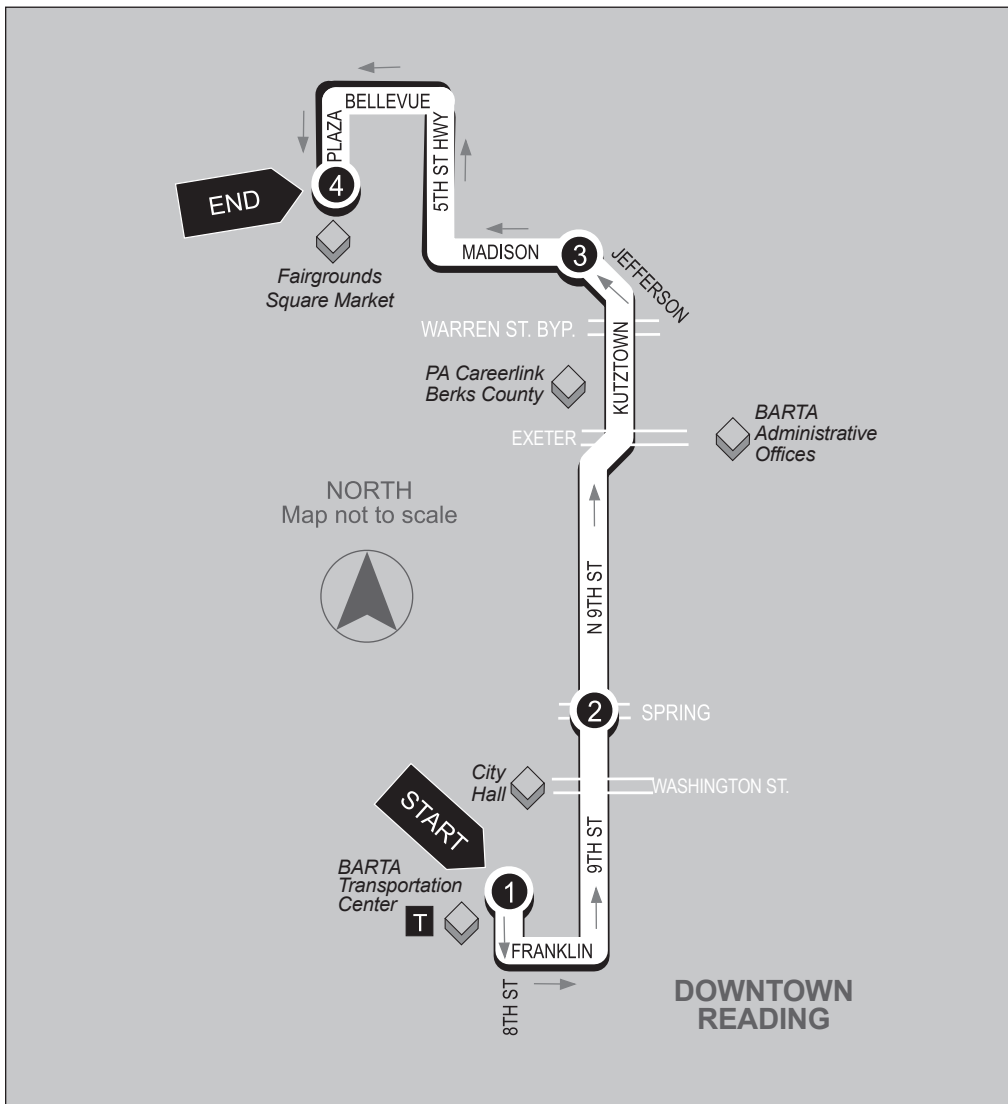 BELLEVUE
PLAZA
5TH ST HWY
4
END
Fairgrounds
Square Market
MADISON
3
JEFFERSON
WARREN ST. BYP.
KUTZTOWN
PA Careerlink
Berks County
EXETER
BARTA
Administrative
Offices
NORTH
Map not to scale
N 9TH ST
2
SPRING
City
Hall
WASHINGTON ST.
START
9TH ST
BARTA
Transportation
Center
T
1
FRANKLIN
8TH ST
DOWNTOWN
READING